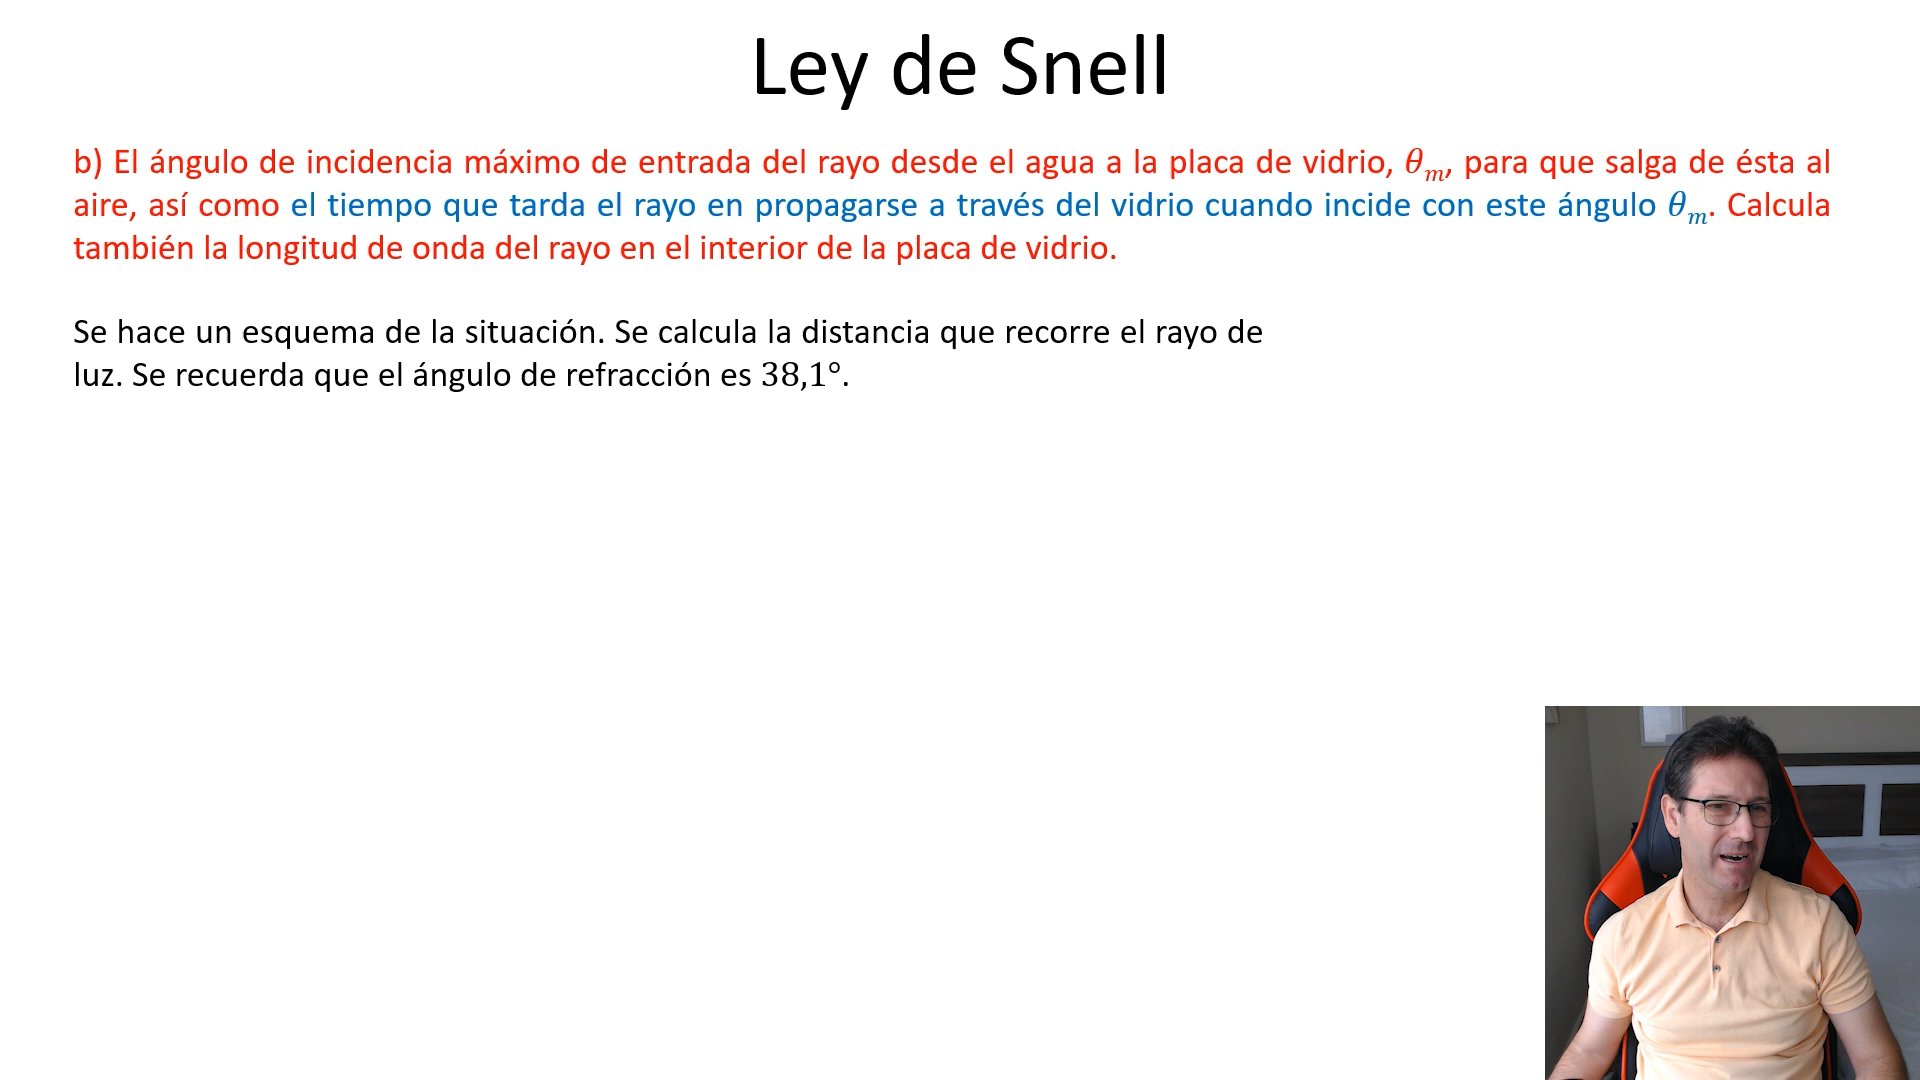 Ley de Snell
b) El ángulo de incidencia máximo de entrada del rayo desde el agua a la placa de vidrio, θₘ, para que salga de ésta al
aire, así como el tiempo que tarda el rayo en propagarse a través del vidrio cuando incide con este ángulo θₘ. Calcula
también la longitud de onda del rayo en el interior de la placa de vidrio.
Se hace un esquema de la situación. Se calcula la distancia que recorre el rayo de
luz. Se recuerda que el ángulo de refracción es 38,1°.